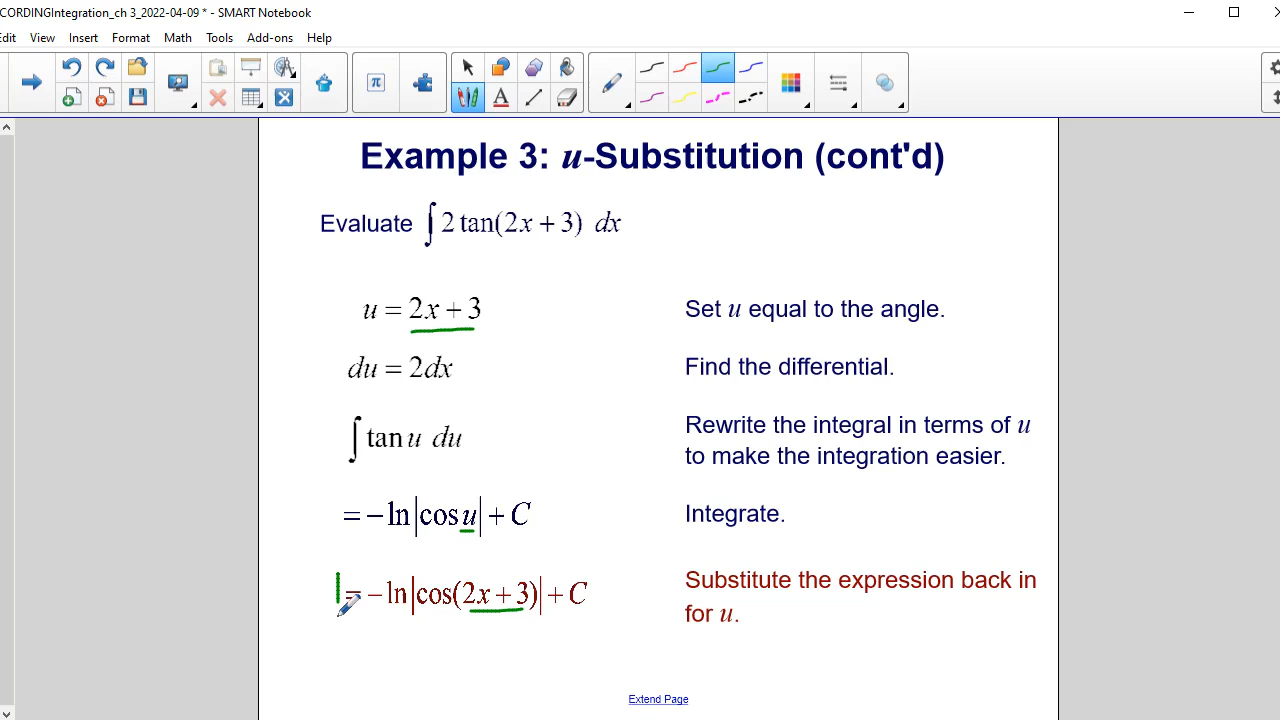 CORDINGIntegration_ch 3_2022-04-09 * - SMART Notebook
Edit View Insert Format Math Tools Add-ons Help
Example 3: u-Substitution (cont'd)
Evaluate ∫ 2 tan(2x + 3) dx
u = 2x + 3 Set u equal to the angle.
du = 2dx Find the differential.
∫ tan u du Rewrite the integral in terms of u
to make the integration easier.
= −ln|cos u| + C Integrate.
= −ln|cos(2x + 3)| + C Substitute the expression back in
for u.
Extend Page